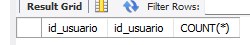 Result Grid Filter Rows:
id_usuario id_usuario COUNT(*)